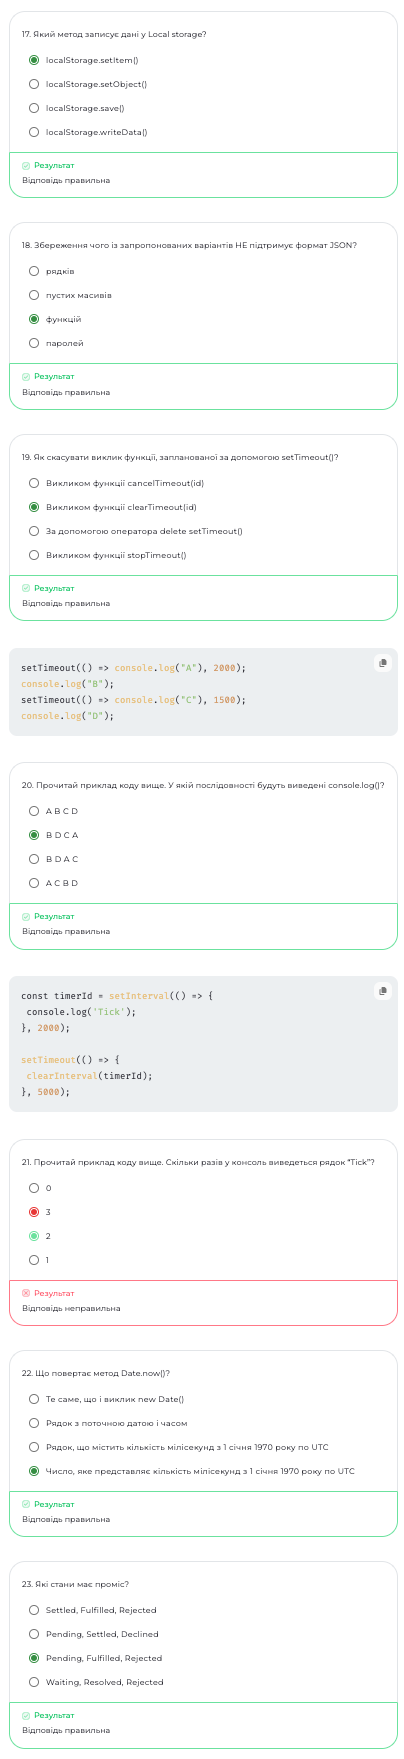 17. Який метод записує дані у Local storage?
localStorage.setItem()
localStorage.setObject()
localStorage.save()
localStorage.writeData()
Результат
Відповідь правильна
18. Збереження чого із запропонованих варіантів НЕ підтримує формат JSON?
рядків
пустих масивів
функцій
паролей
Результат
Відповідь правильна
19. Як скасувати виклик функції, запланованої за допомогою setTimeout()?
Викликом функції cancelTimeout(id)
Викликом функції clearTimeout(id)
За допомогою оператора delete setTimeout()
Викликом функції stopTimeout()
Результат
Відповідь правильна
setTimeout(() => console.log("A"), 2000);
console.log("B");
setTimeout(() => console.log("C"), 1500);
console.log("D");
20. Прочитай приклад коду вище. У якій послідовності будуть виведені console.log()?
A B C D
B D C A
B D A C
A C B D
Результат
Відповідь правильна
const timerId = setInterval(() => {
console.log('Tick');
}, 2000);
setTimeout(() => {
clearInterval(timerId);
}, 5000);
21. Прочитай приклад коду вище. Скільки разів у консоль виведеться рядок “Tick”?
0
3
2
1
Результат
Відповідь неправильна
22. Що повертає метод Date.now()?
Те саме, що і виклик new Date()
Рядок з поточною датою і часом
Рядок, що містить кількість мілісекунд з 1 січня 1970 року по UTC
Число, яке представляє кількість мілісекунд з 1 січня 1970 року по UTC
Результат
Відповідь правильна
23. Які стани має проміс?
Settled, Fulfilled, Rejected
Pending, Settled, Declined
Pending, Fulfilled, Rejected
Waiting, Resolved, Rejected
Результат
Відповідь правильна